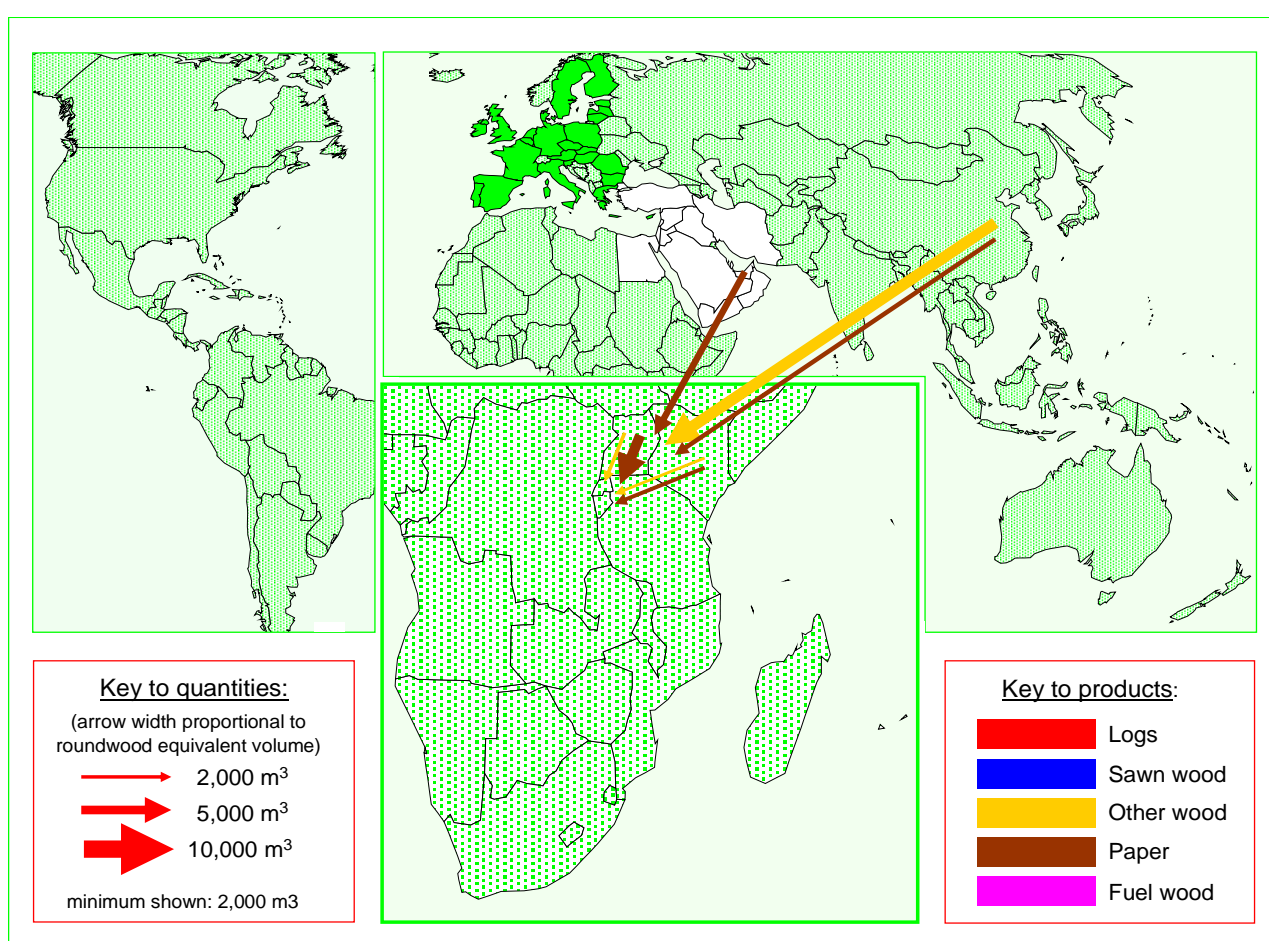 Key to quantities:
(arrow width proportional to
roundwood equivalent volume)
2,000 m³
5,000 m³
10,000 m³
minimum shown: 2,000 m3
Key to products:
Logs
Sawn wood
Other wood
Paper
Fuel wood